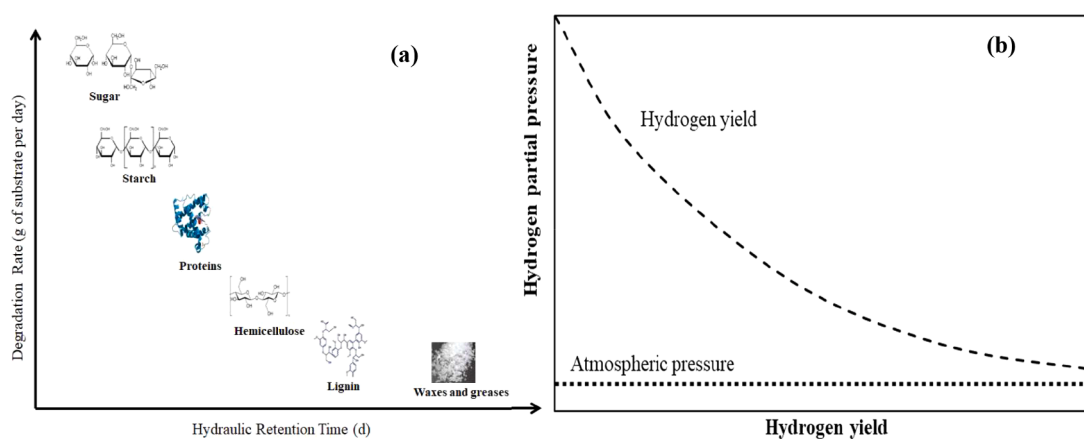 (a)
Sugar
Starch
Proteins
Hemicellulose
Lignin
Waxes and greases
Degradation Rate (g of substrate per day)
Hydraulic Retention Time (d)
(b)
Hydrogen yield
Atmospheric pressure
Hydrogen partial pressure
Hydrogen yield